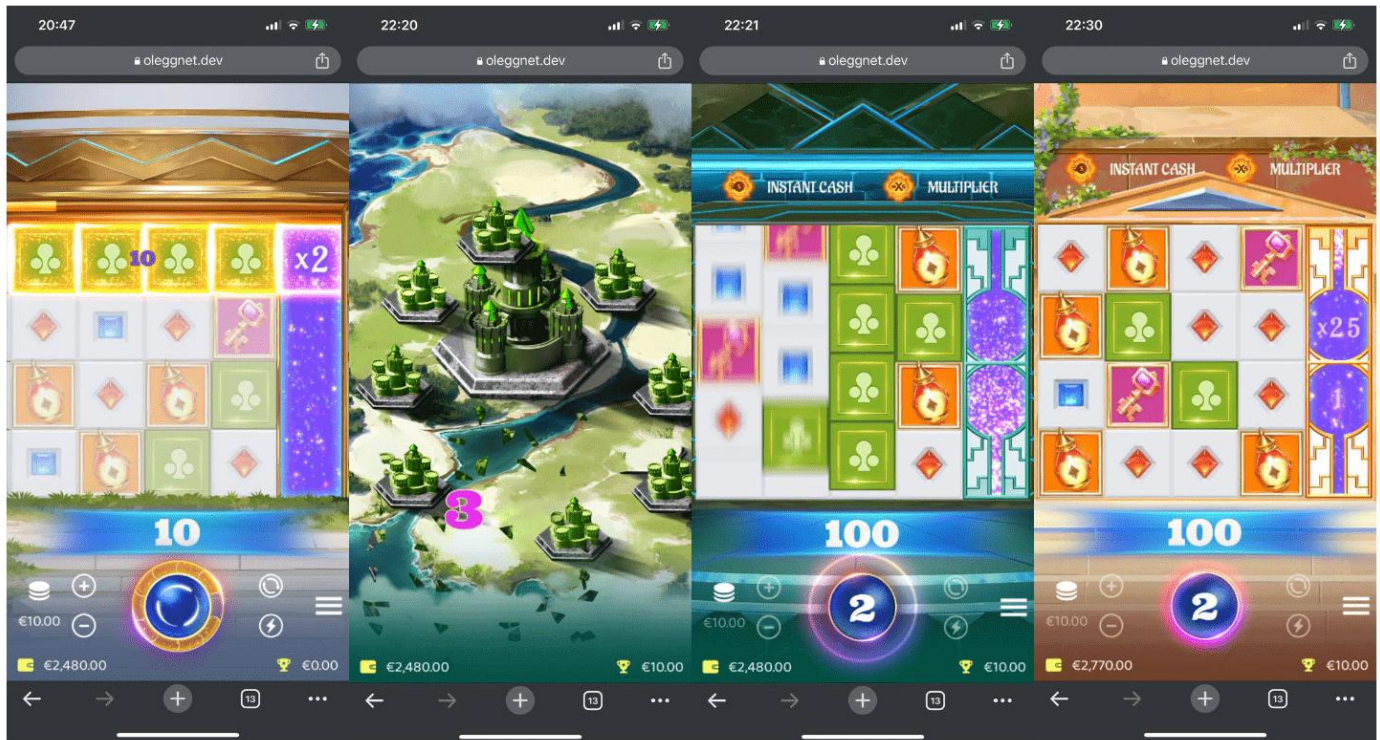 20:47
oleggnet.dev
10
x2
10
€10.00
€2,480.00
€0.00
13
22:20
oleggnet.dev
3
€2,480.00
€10.00
13
22:21
oleggnet.dev
INSTANT CASH
MULTIPLIER
100
2
€10.00
€2,480.00
€10.00
13
22:30
oleggnet.dev
INSTANT CASH
MULTIPLIER
x25
1
100
2
€10.00
€2,770.00
€10.00
13